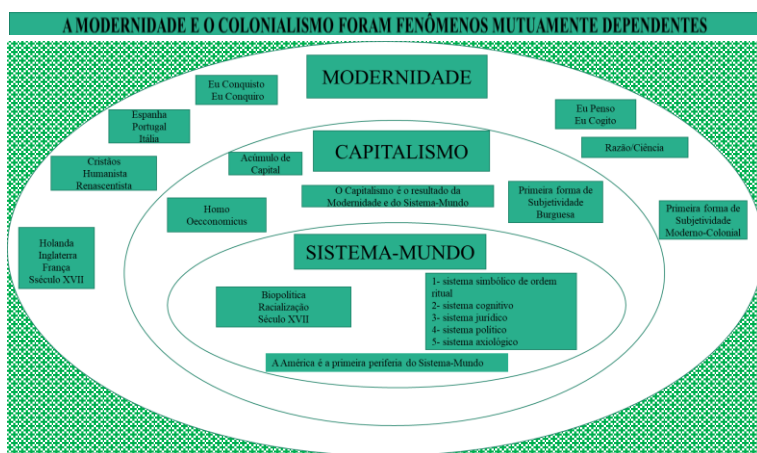 A MODERNIDADE E O COLONIALISMO FORAM FENÔMENOS MUTUAMENTE DEPENDENTES
MODERNIDADE
Eu Conquisto
Eu Conquiro
Espanha
Portugal
Itália
Cristãos
Humanista
Renascentista
Holanda
Inglaterra
França
Sséculo XVII
Eu Penso
Eu Cogito
Razão/Ciência
Primeira forma de
Subjetividade
Moderno-Colonial
CAPITALISMO
Acúmulo de
Capital
O Capitalismo é o resultado da
Modernidade e do Sistema-Mundo
Homo
Oecconomicus
Primeira forma de
Subjetividade
Burguesa
SISTEMA-MUNDO
Biopolítica
Racialização
Século XVII
1- sistema simbólico de ordem
ritual
2- sistema cognitivo
3- sistema jurídico
4- sistema político
5- sistema axiológico
A América é a primeira periferia do Sistema-Mundo